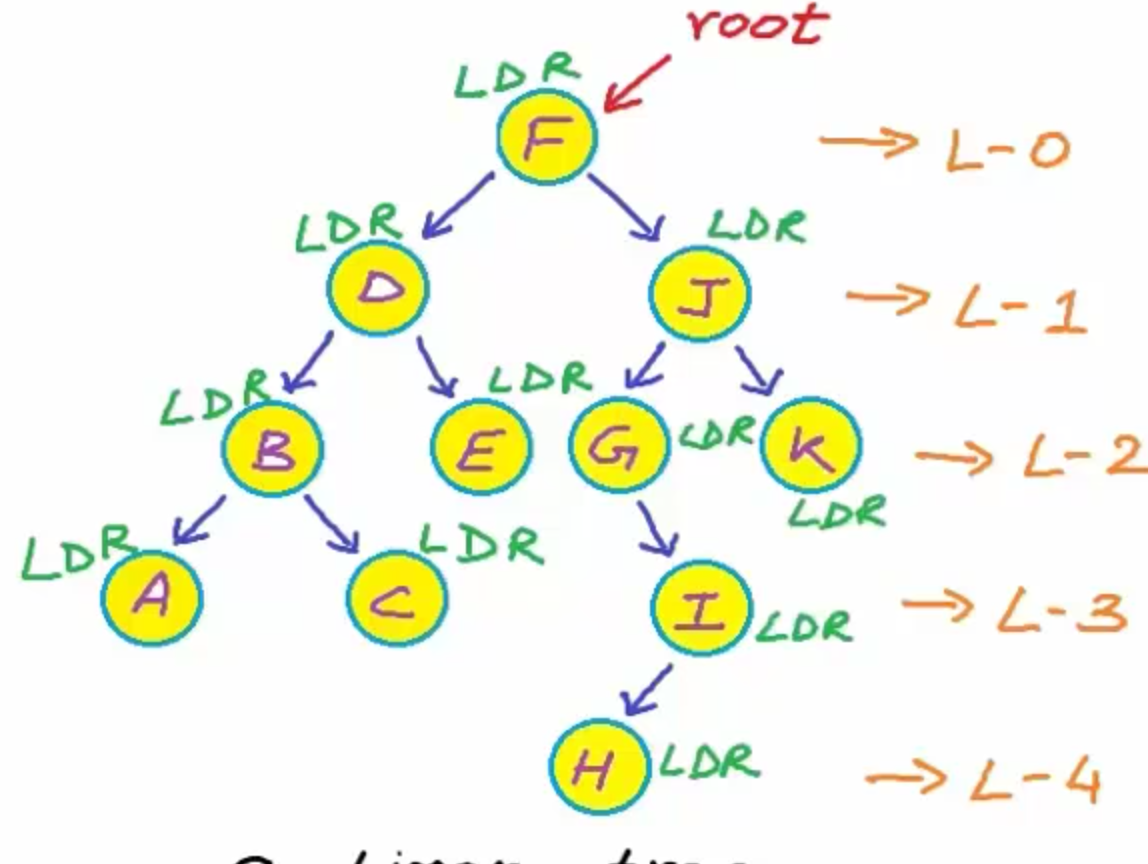 root
LDR
F → L-0
LDR LDR
D J → L-1
LDR LDR
B E G LDR K → L-2
LDR
LDR LDR
A C I LDR → L-3
H LDR → L-4